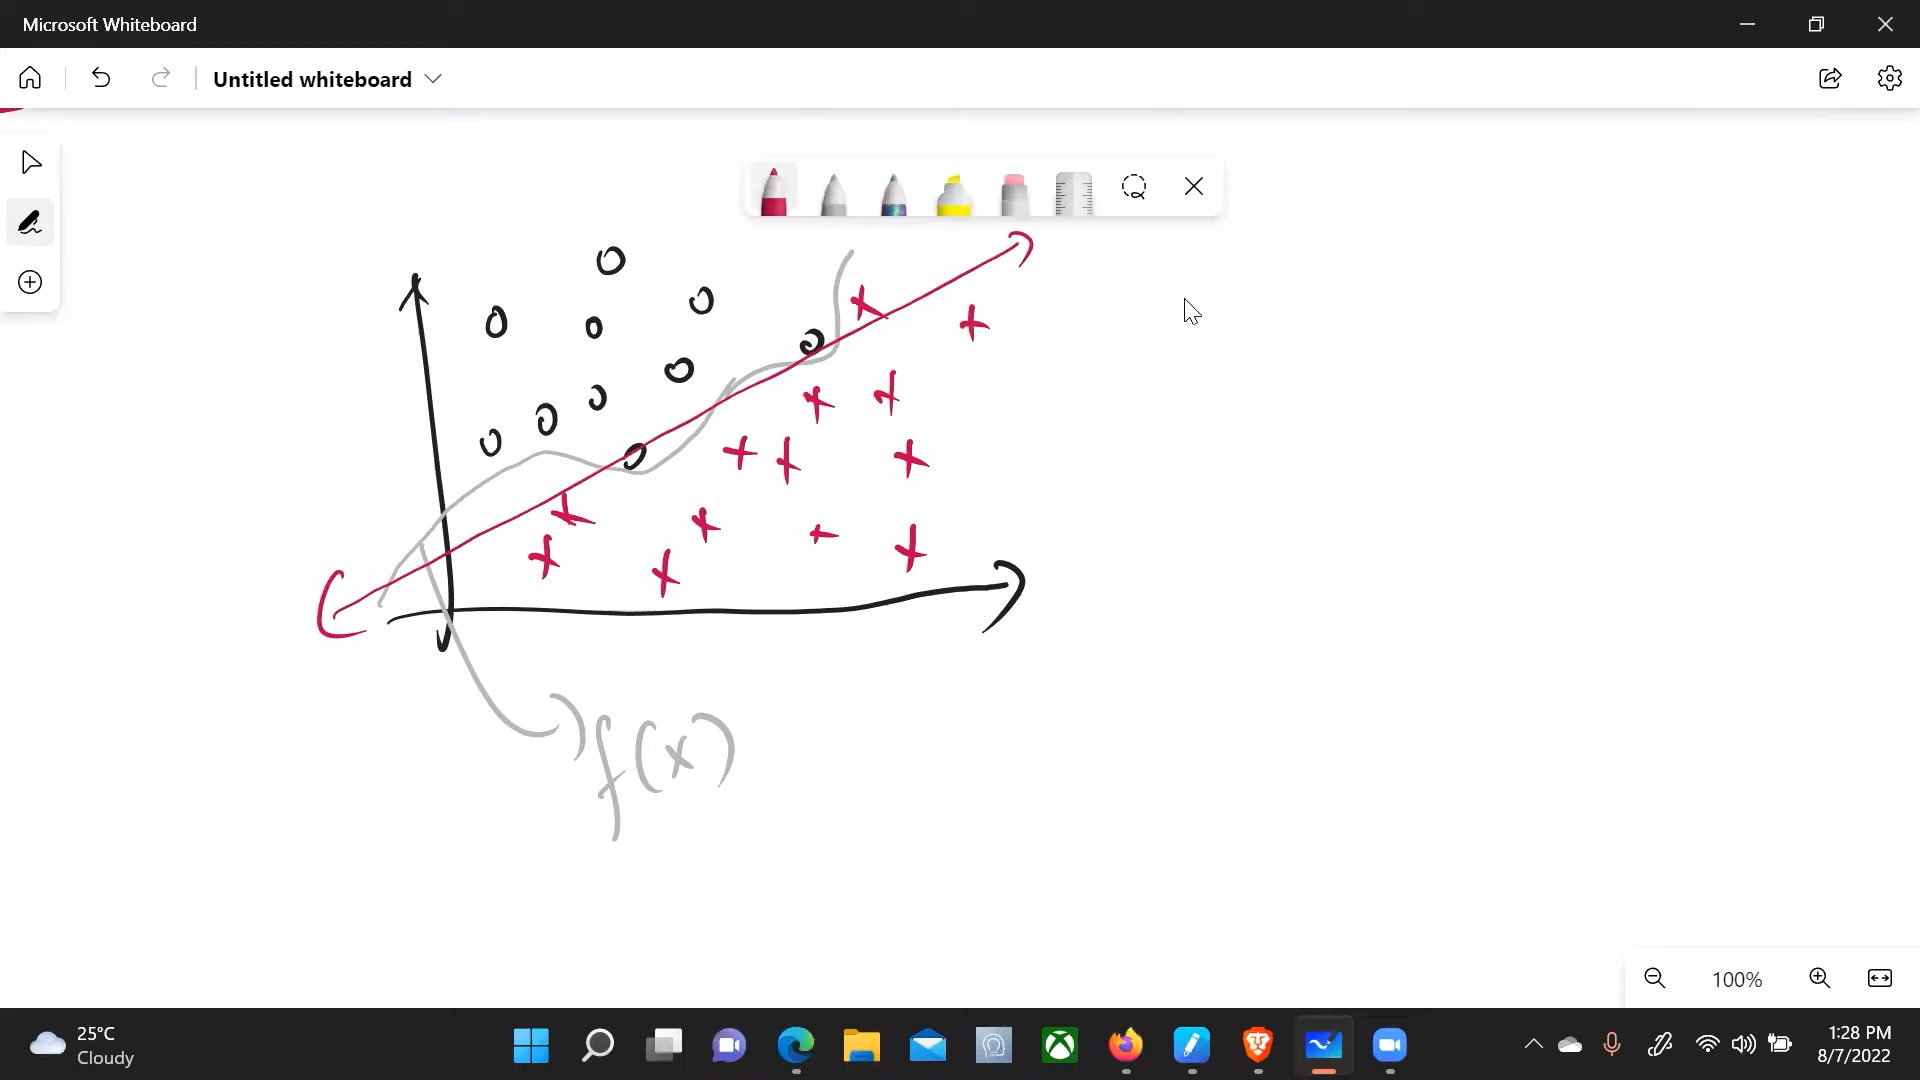 Microsoft Whiteboard
Untitled whiteboard
f(x)
100%
25°C
Cloudy
1:28 PM
8/7/2022